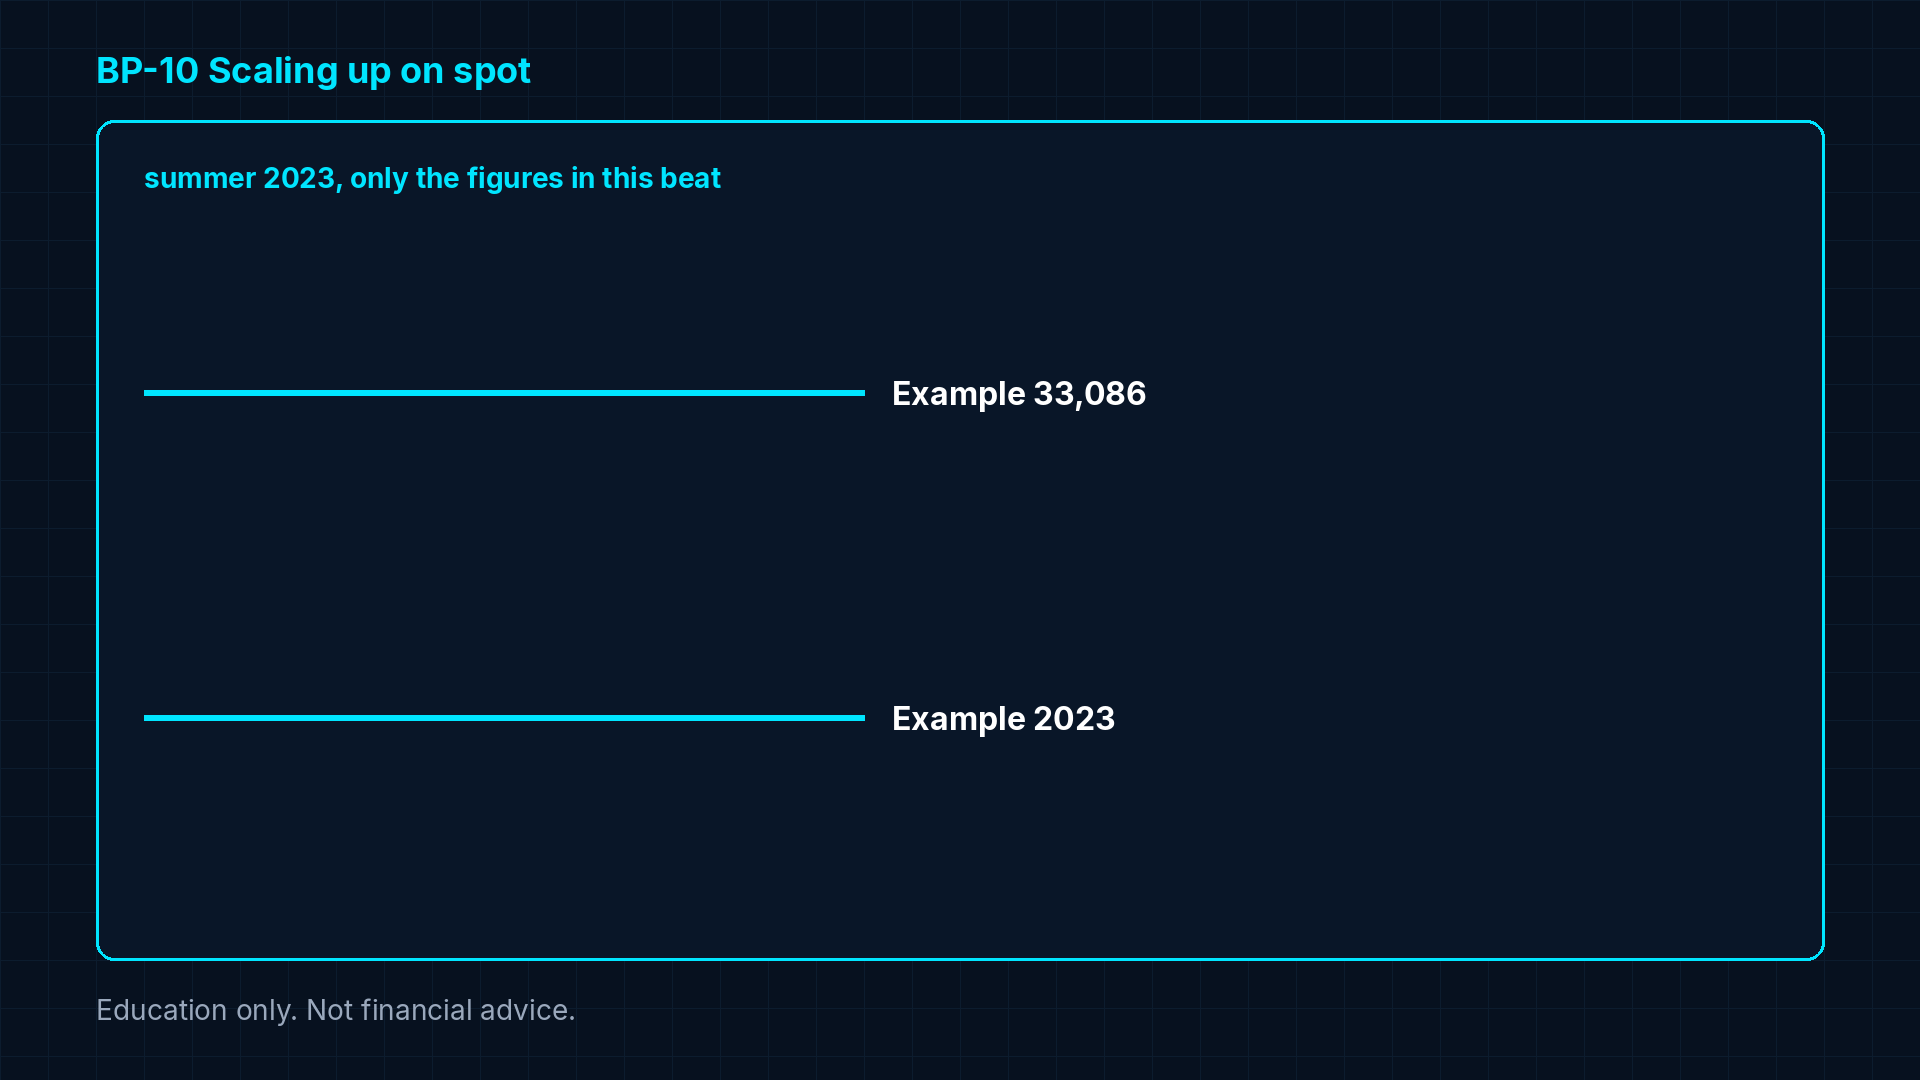 BP-10 Scaling up on spot
summer 2023, only the figures in this beat
Example 33,086
Example 2023
Education only. Not financial advice.